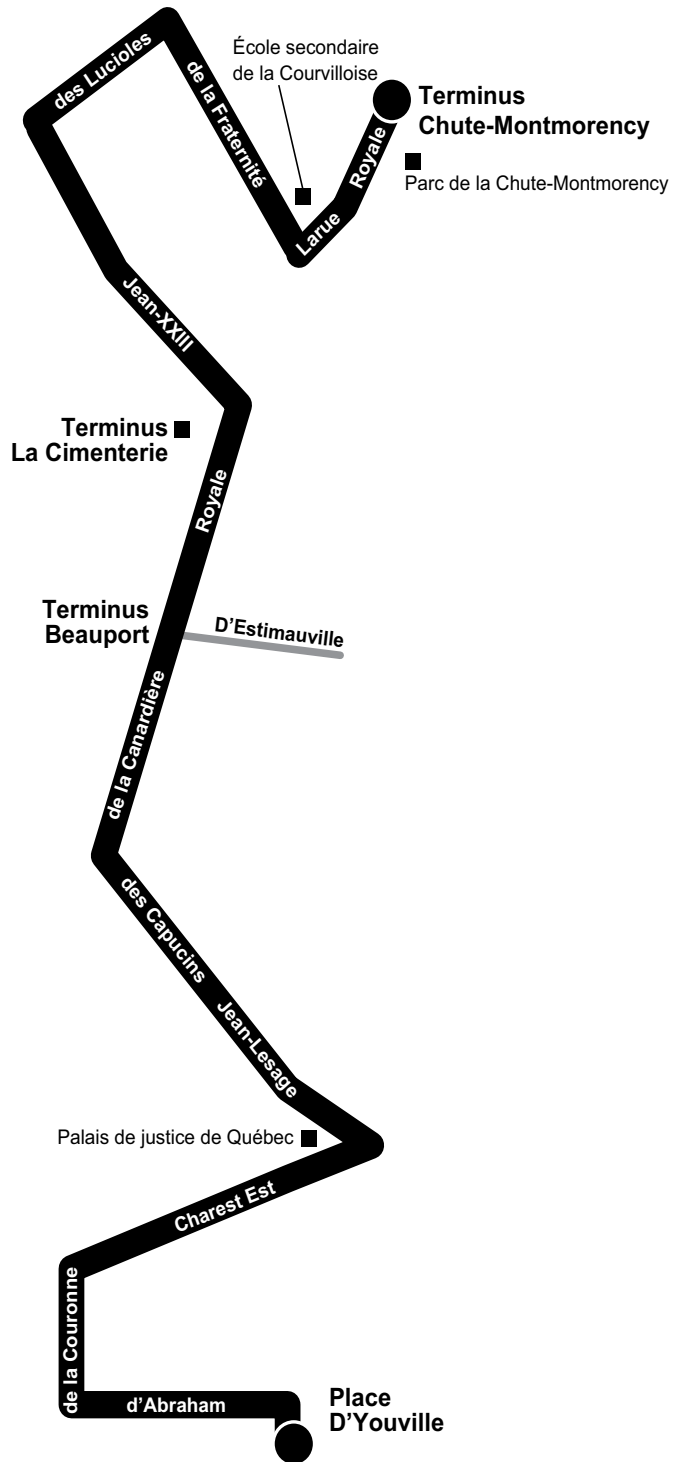 École secondaire
de la Courvilloise
des Lucioles
de la Fraternité
Terminus
Chute-Montmorency
Royale
Parc de la Chute-Montmorency
Larue
Jean-XXIII
Terminus
La Cimenterie
Royale
Terminus
Beauport
D'Estimauville
de la Canardière
des Capucins
Jean-Lesage
Palais de justice de Québec
Charest Est
de la Couronne
d'Abraham
Place
D'Youville